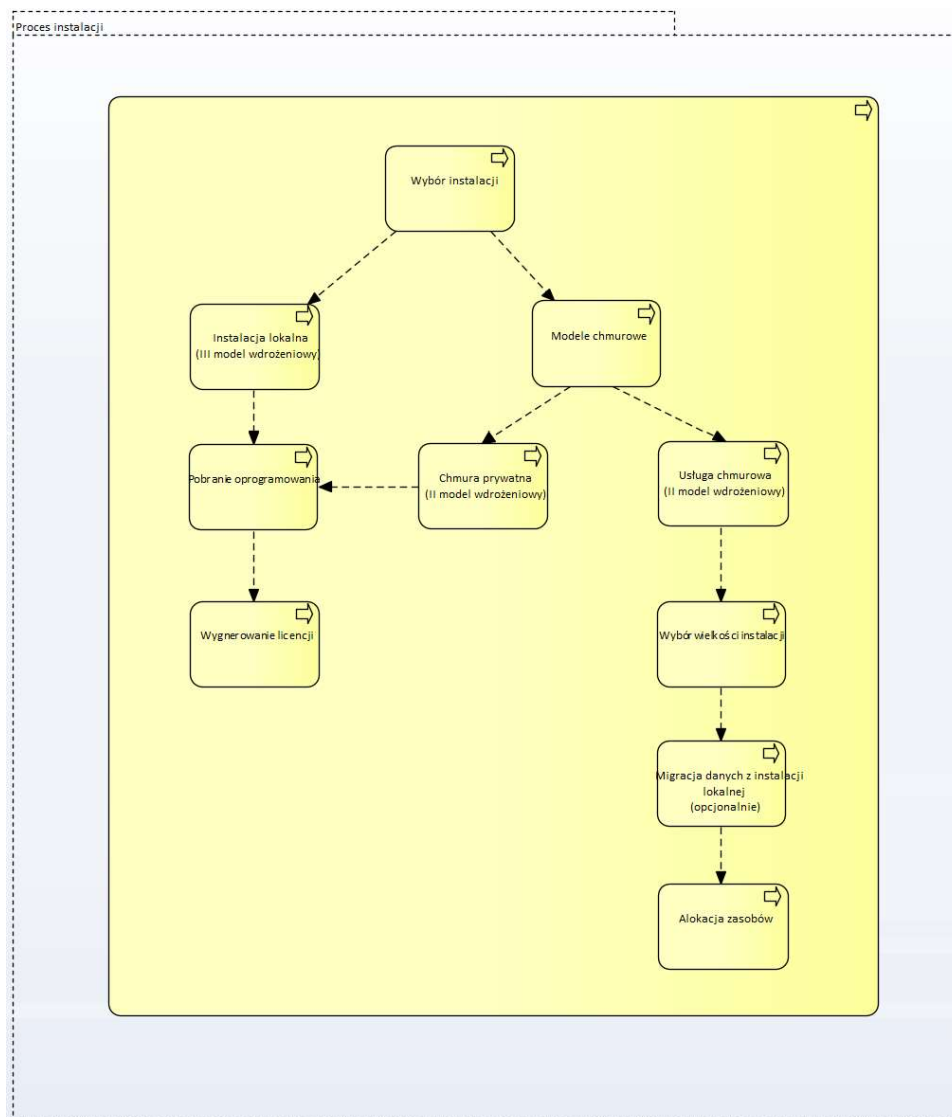 Proces instalacji
Wybór instalacji
Instalacja lokalna
(III model wdrożeniowy)
Modele chmurowe
Pobranie oprogramowania
Chmura prywatna
(II model wdrożeniowy)
Usługa chmurowa
(II model wdrożeniowy)
Wygnerowanie licencji
Wybór wielkości instalacji
Migracja danych z instalacji
lokalnej
(opcjonalnie)
Alokacja zasobów